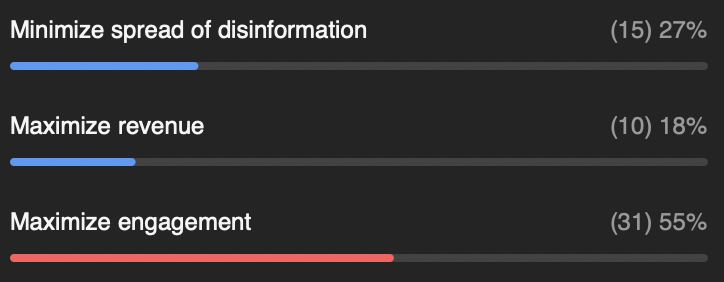 Minimize spread of disinformation (15) 27%
Maximize revenue (10) 18%
Maximize engagement (31) 55%